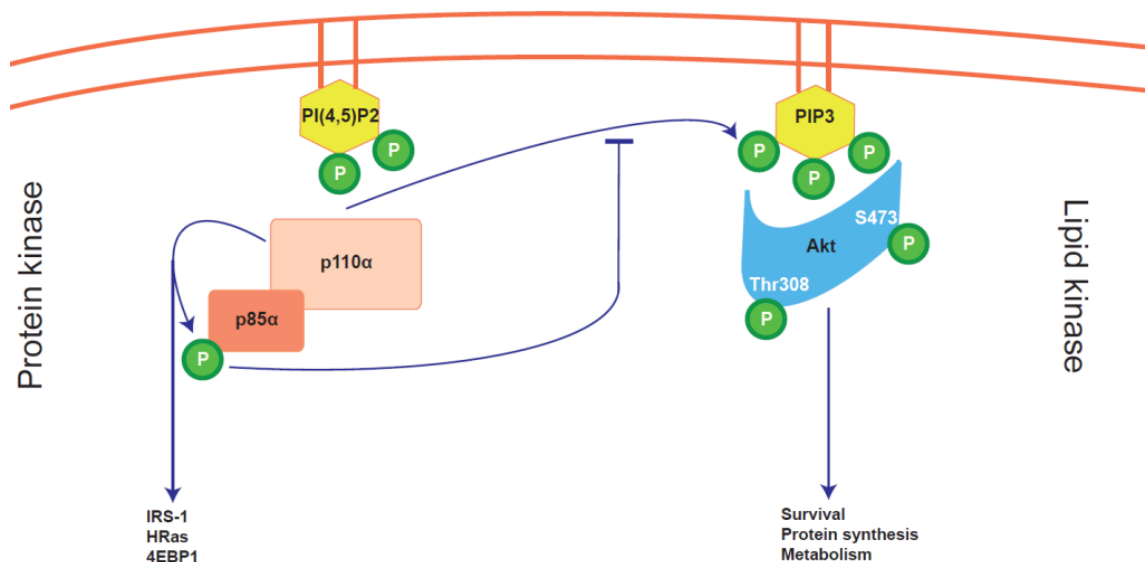 PI(4,5)P2
P
P
PIP3
P
P
P
Protein kinase
p110α
p85α
P
S473
P
Akt
Thr308
P
Lipid kinase
IRS-1
HRas
4EBP1
Survival
Protein synthesis
Metabolism